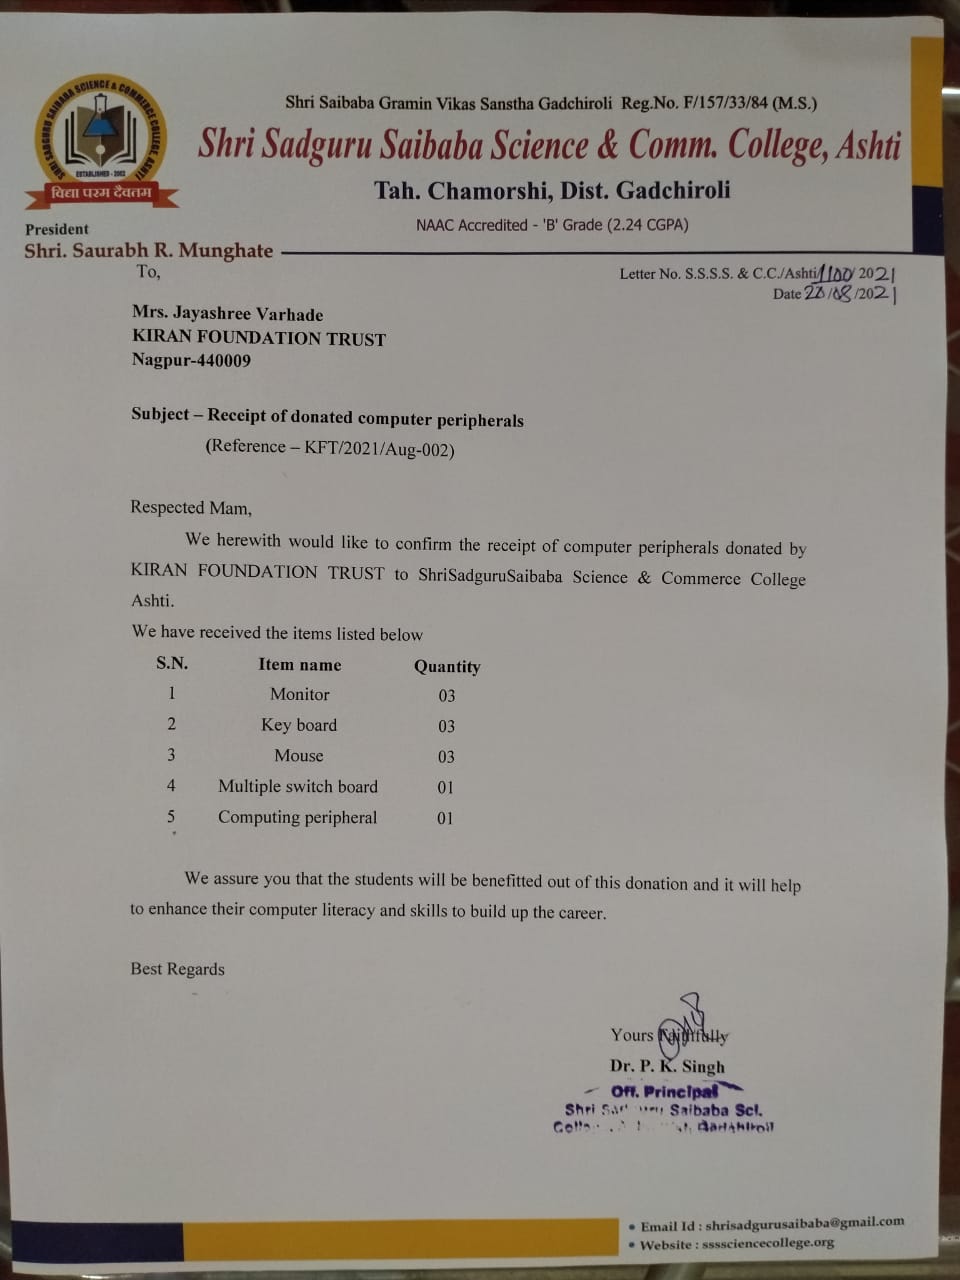 SHRI SADGURU SAIBABA SCIENCE & COMMERCE COLLEGE, ASHTI
ESTABLISHED - 2002
विद्या परम दैवतम
Shri Saibaba Gramin Vikas Sanstha Gadchiroli Reg.No. F/157/33/84 (M.S.)
Shri Sadguru Saibaba Science & Comm. College, Ashti
Tah. Chamorshi, Dist. Gadchiroli
NAAC Accredited - 'B' Grade (2.24 CGPA)
President
Shri. Saurabh R. Munghate
To,
Letter No. S.S.S.S. & C.C./Ashti/1100/2021
Date /08/2021
Mrs. Jayashree Varhade
KIRAN FOUNDATION TRUST
Nagpur-440009
Subject – Receipt of donated computer peripherals
(Reference – KFT/2021/Aug-002)
Respected Mam,
We herewith would like to confirm the receipt of computer peripherals donated by
KIRAN FOUNDATION TRUST to ShriSadguruSaibaba Science & Commerce College
Ashti.
We have received the items listed below
S.N. Item name Quantity
1 Monitor 03
2 Key board 03
3 Mouse 03
4 Multiple switch board 01
5 Computing peripheral 01
We assure you that the students will be benefitted out of this donation and it will help
to enhance their computer literacy and skills to build up the career.
Best Regards
Yours Faithfully
Dr. P. K. Singh
Off. Principal
Shri Saibaba Sci.
• Email Id : shrisadgurusaibaba@gmail.com
• Website : sssssciencecollege.org